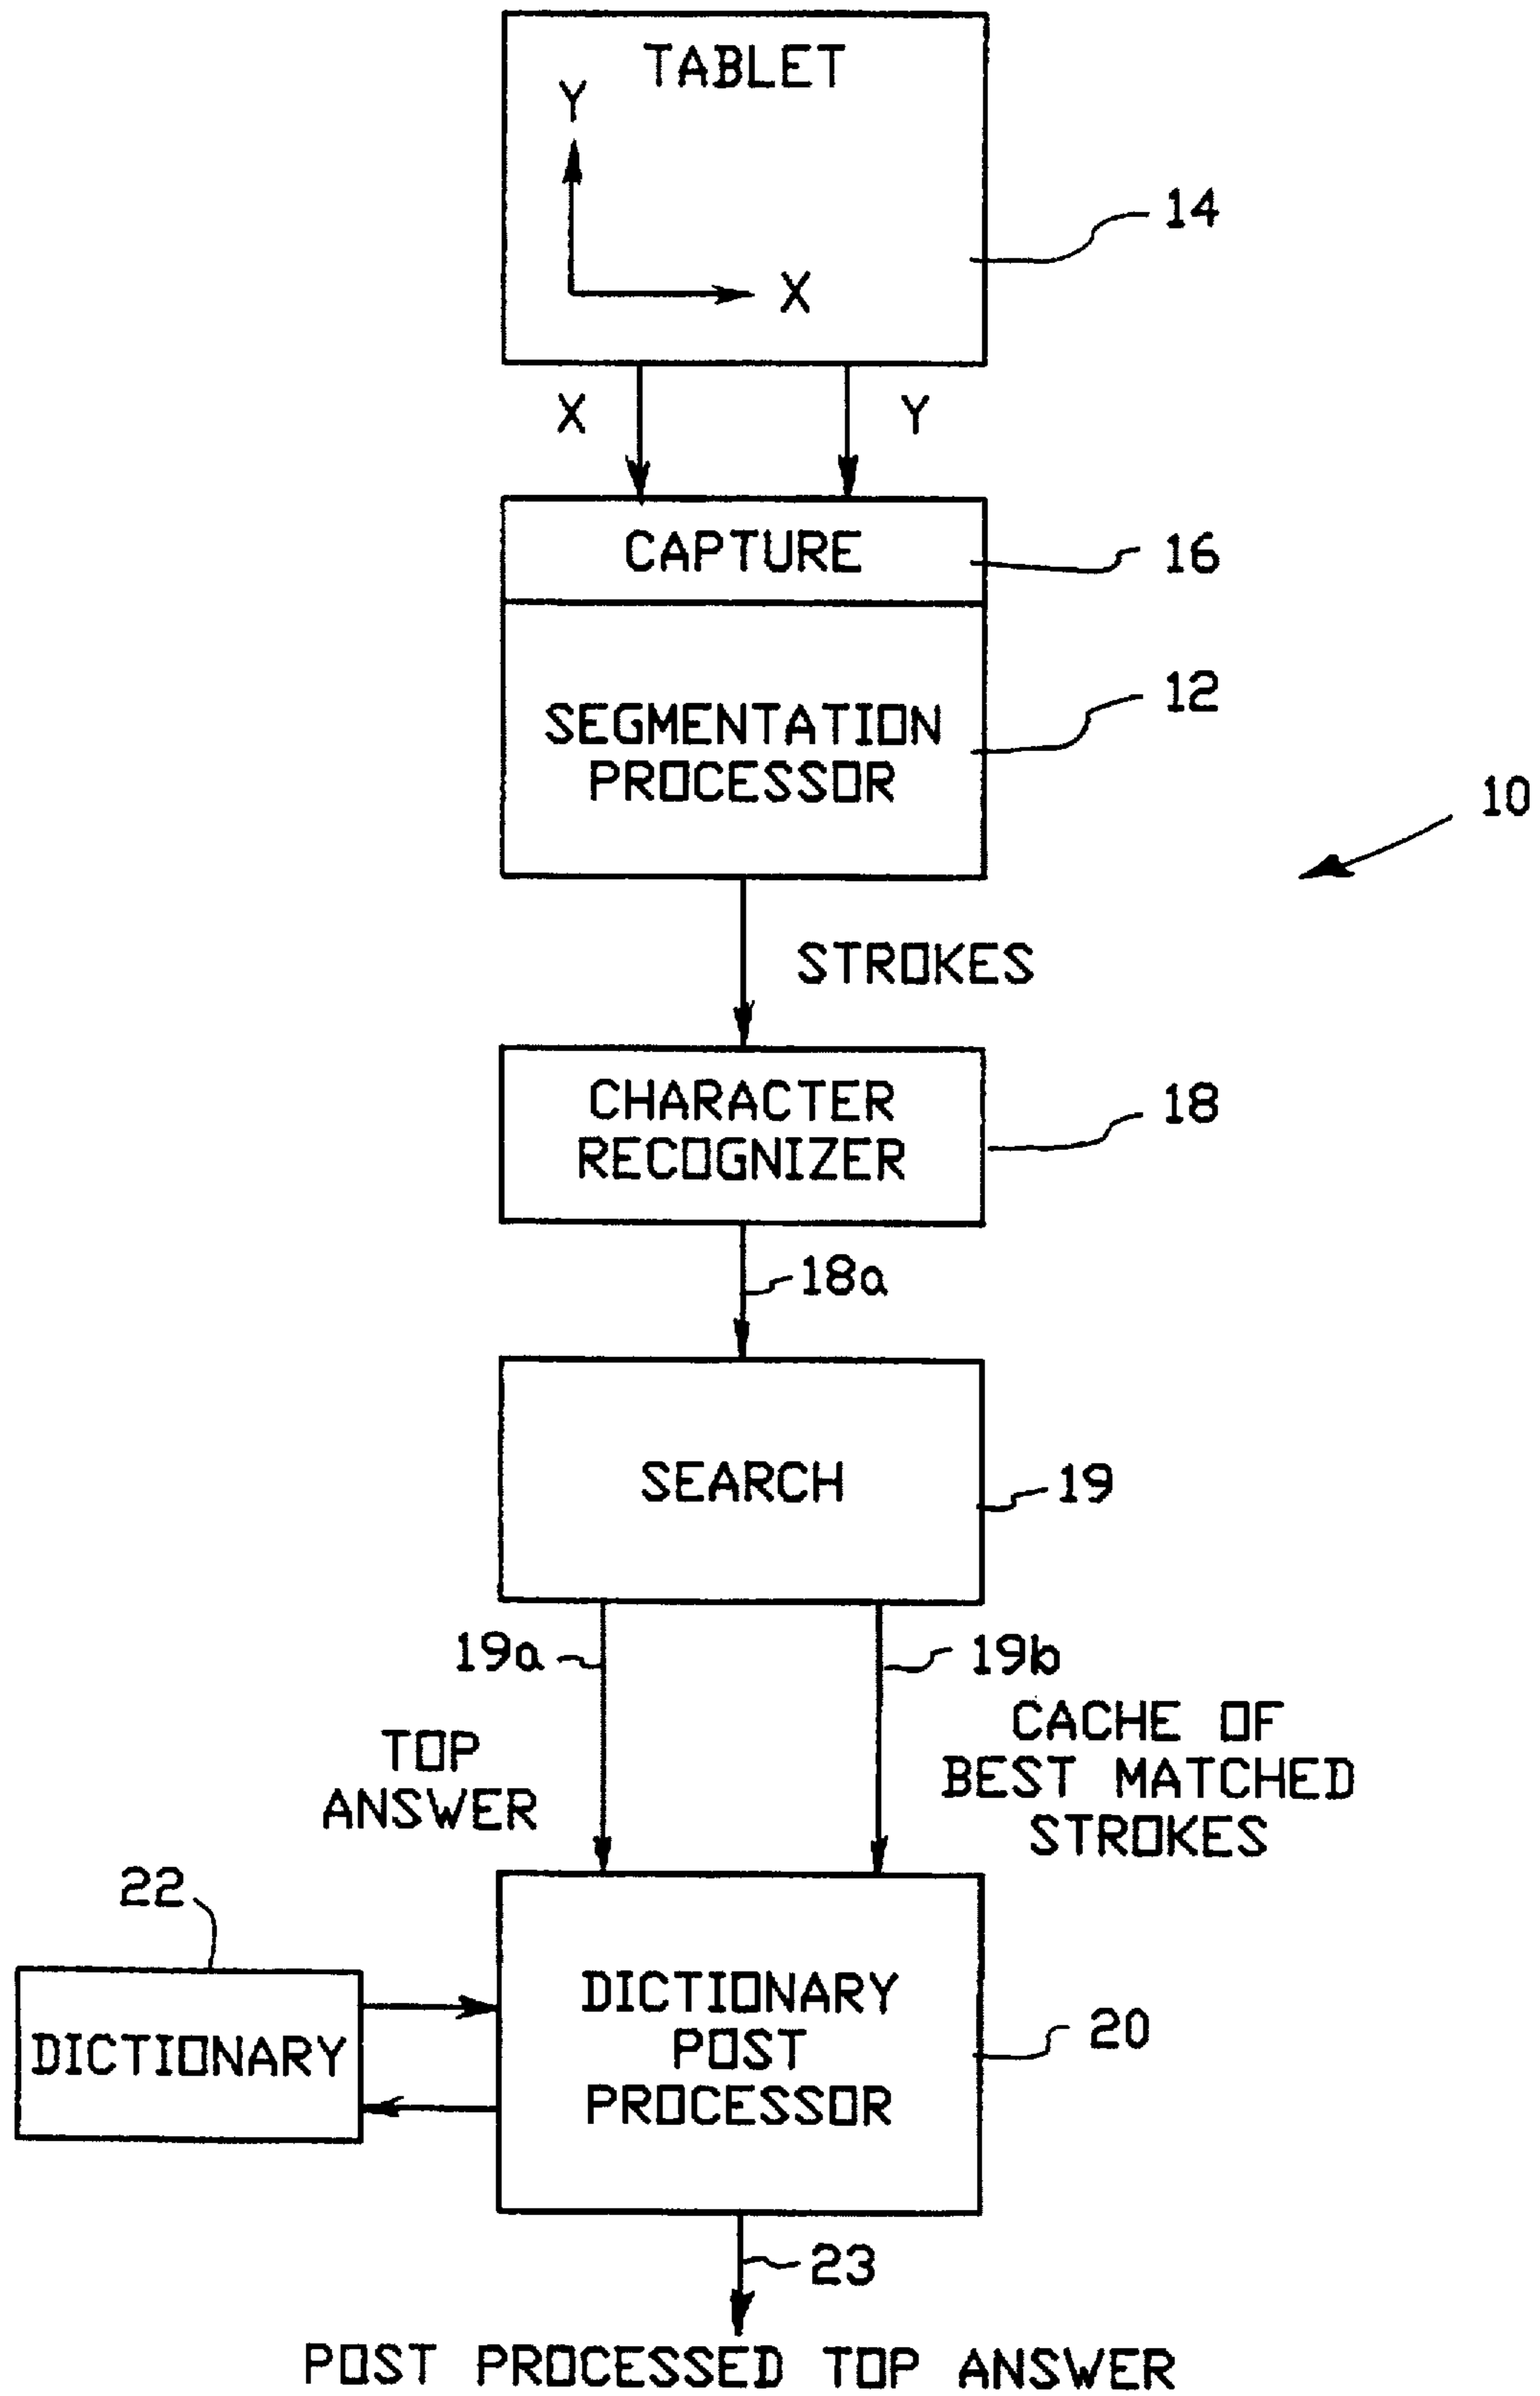 TABLET
Y
14
X
X
Y
CAPTURE
16
SEGMENTATION
PROCESSOR
12
10
STROKES
CHARACTER
RECOGNIZER
18
18a
SEARCH
19
19a
19b
TOP
ANSWER
CACHE OF
BEST MATCHED
STROKES
22
DICTIONARY
DICTIONARY
POST
PROCESSOR
20
23
POST PROCESSED TOP ANSWER